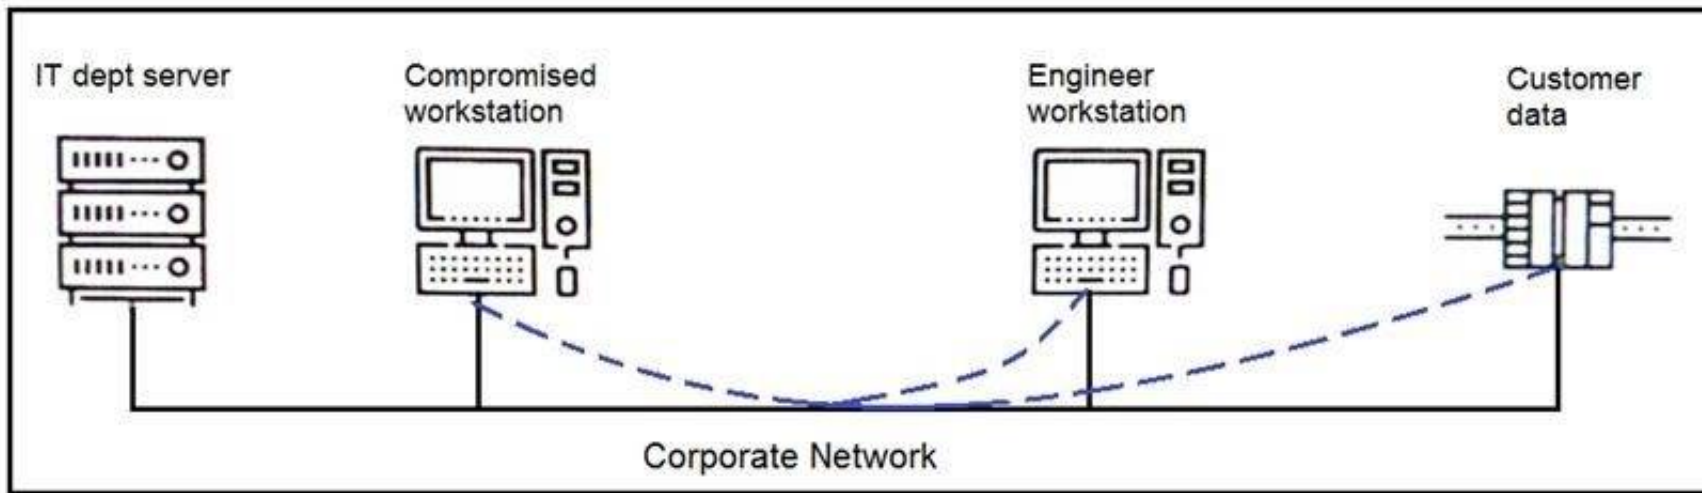 IT dept server
Compromised
workstation
Engineer
workstation
Customer
data
Corporate Network